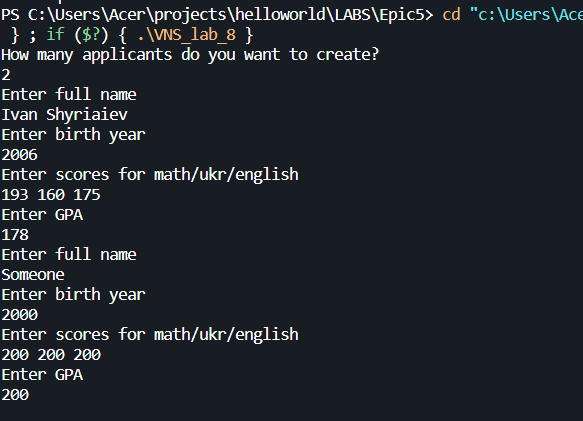 PS C:\Users\Acer\projects\helloworld\LABS\Epic5> cd "c:\Users\Ace
} ; if ($?) { .\VNS_lab_8 }
How many applicants do you want to create?
2
Enter full name
Ivan Shyriaiev
Enter birth year
2006
Enter scores for math/ukr/english
193 160 175
Enter GPA
178
Enter full name
Someone
Enter birth year
2000
Enter scores for math/ukr/english
200 200 200
Enter GPA
200